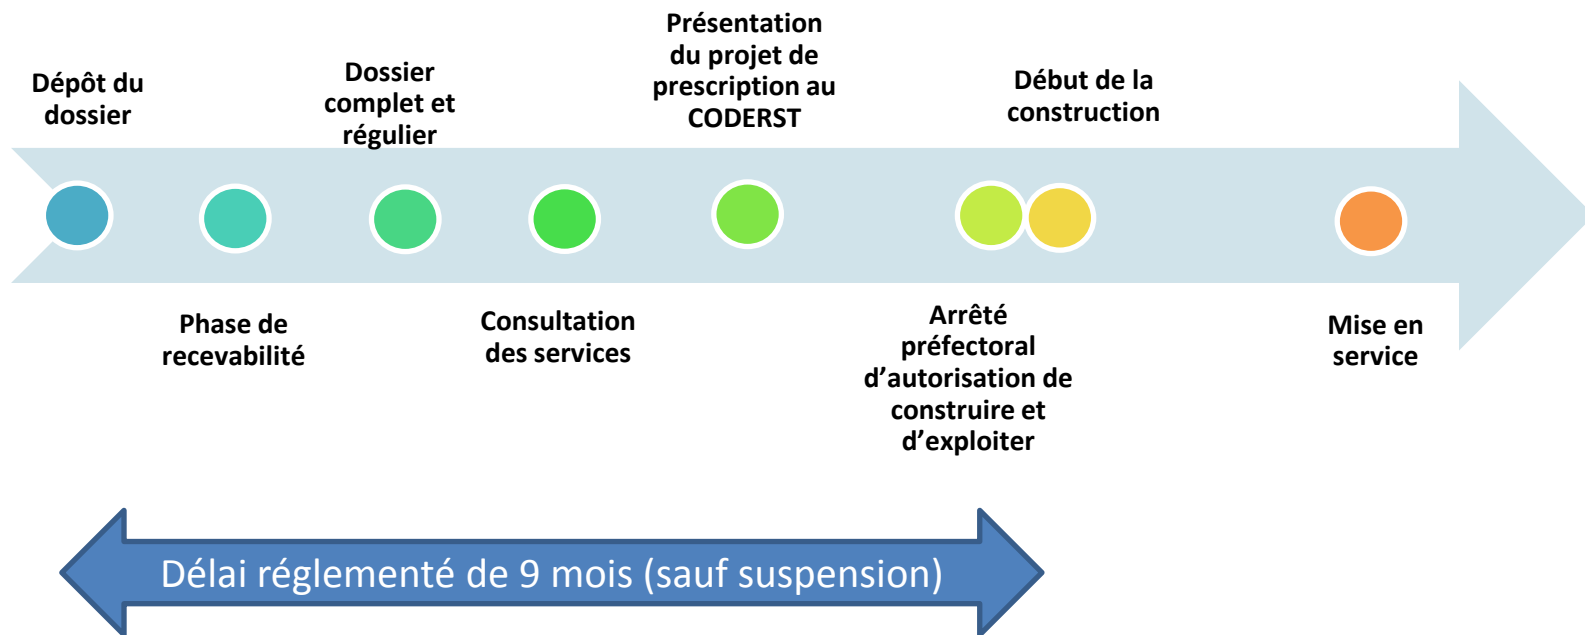 Dépôt du
dossier
Phase de
recevabilité
Dossier
complet et
régulier
Consultation
des services
Présentation
du projet de
prescription au
CODERST
Arrêté
préfectoral
d’autorisation de
construire et
d’exploiter
Début de la
construction
Mise en
service
Délai réglementé de 9 mois (sauf suspension)